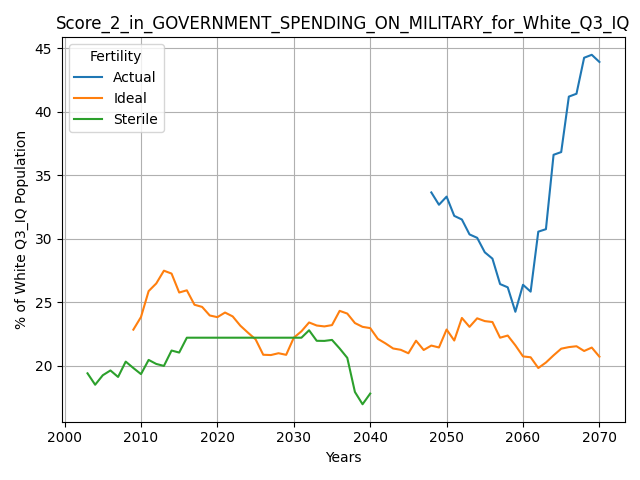 Score_2_in_GOVERNMENT_SPENDING_ON_MILITARY_for_White_Q3_IQ
Fertility
Actual
Ideal
Sterile
% of White Q3_IQ Population
45
40
35
30
25
20
2000 2010 2020 2030 2040 2050 2060 2070
Years